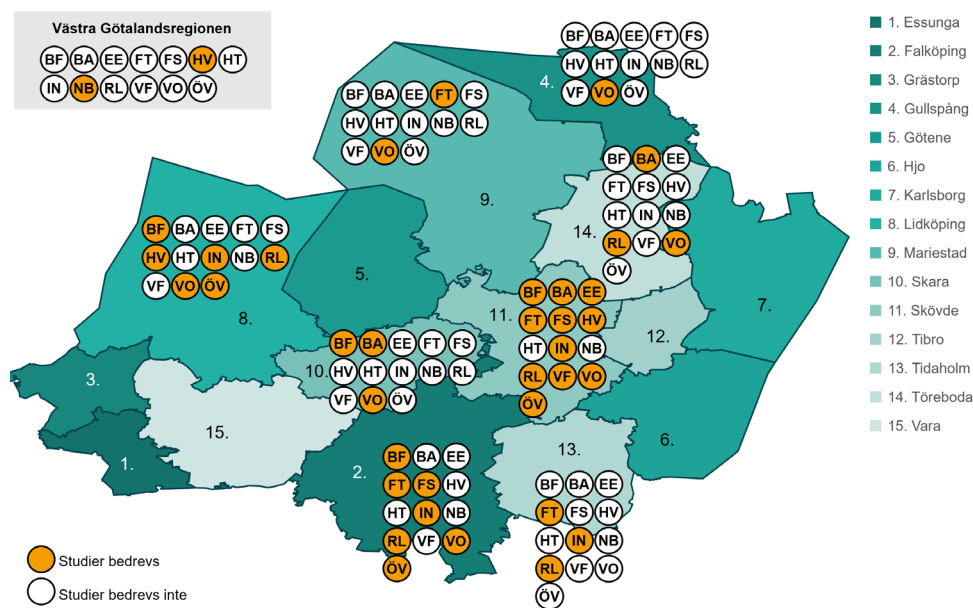 Västra Götalandsregionen
BF BA EE FT FS HV HT
IN NB RL VF VO ÖV
BF BA EE FT FS
HV HT IN NB RL
VF VO ÖV
4.
BF BA EE FT FS
HV HT IN NB RL
VF VO ÖV
9.
BF BA EE
FT FS HV
HT IN NB
RL VF VO
ÖV
14.
BF BA EE FT FS
HV HT IN NB RL
VF VO ÖV
8.
5.
7.
11.
BF BA EE
FT FS HV
HT IN NB
RL VF VO
ÖV
12.
10.
BF BA EE FT FS
HV HT IN NB RL
VF VO ÖV
3.
15.
1.
6.
2.
BF BA EE
FT FS HV
HT IN NB
RL VF VO
ÖV
13.
BF BA EE
FT FS HV
HT IN NB
RL VF VO
ÖV
Studier bedrevs
Studier bedrevs inte
1. Essunga
2. Falköping
3. Grästorp
4. Gullspång
5. Götene
6. Hjo
7. Karlsborg
8. Lidköping
9. Mariestad
10. Skara
11. Skövde
12. Tibro
13. Tidaholm
14. Töreboda
15. Vara